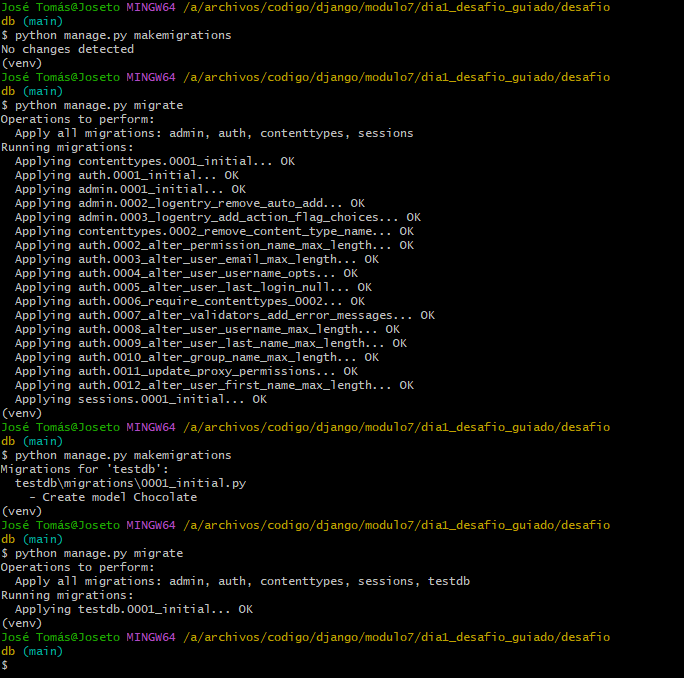 José Tomás@Joseto MINGW64 /a/archivos/codigo/django/modulo7/dia1_desafio_guiado/desafio
db (main)
$ python manage.py makemigrations
No changes detected
(venv)
José Tomás@Joseto MINGW64 /a/archivos/codigo/django/modulo7/dia1_desafio_guiado/desafio
db (main)
$ python manage.py migrate
Operations to perform:
  Apply all migrations: admin, auth, contenttypes, sessions
Running migrations:
  Applying contenttypes.0001_initial... OK
  Applying auth.0001_initial... OK
  Applying admin.0001_initial... OK
  Applying admin.0002_logentry_remove_auto_add... OK
  Applying admin.0003_logentry_add_action_flag_choices... OK
  Applying contenttypes.0002_remove_content_type_name... OK
  Applying auth.0002_alter_permission_name_max_length... OK
  Applying auth.0003_alter_user_email_max_length... OK
  Applying auth.0004_alter_user_username_opts... OK
  Applying auth.0005_alter_user_last_login_null... OK
  Applying auth.0006_require_contenttypes_0002... OK
  Applying auth.0007_alter_validators_add_error_messages... OK
  Applying auth.0008_alter_user_username_max_length... OK
  Applying auth.0009_alter_user_last_name_max_length... OK
  Applying auth.0010_alter_group_name_max_length... OK
  Applying auth.0011_update_proxy_permissions... OK
  Applying auth.0012_alter_user_first_name_max_length... OK
  Applying sessions.0001_initial... OK
(venv)
José Tomás@Joseto MINGW64 /a/archivos/codigo/django/modulo7/dia1_desafio_guiado/desafio
db (main)
$ python manage.py makemigrations
Migrations for 'testdb':
  testdb\migrations\0001_initial.py
    - Create model Chocolate
(venv)
José Tomás@Joseto MINGW64 /a/archivos/codigo/django/modulo7/dia1_desafio_guiado/desafio
db (main)
$ python manage.py migrate
Operations to perform:
  Apply all migrations: admin, auth, contenttypes, sessions, testdb
Running migrations:
  Applying testdb.0001_initial... OK
(venv)
José Tomás@Joseto MINGW64 /a/archivos/codigo/django/modulo7/dia1_desafio_guiado/desafio
db (main)
$